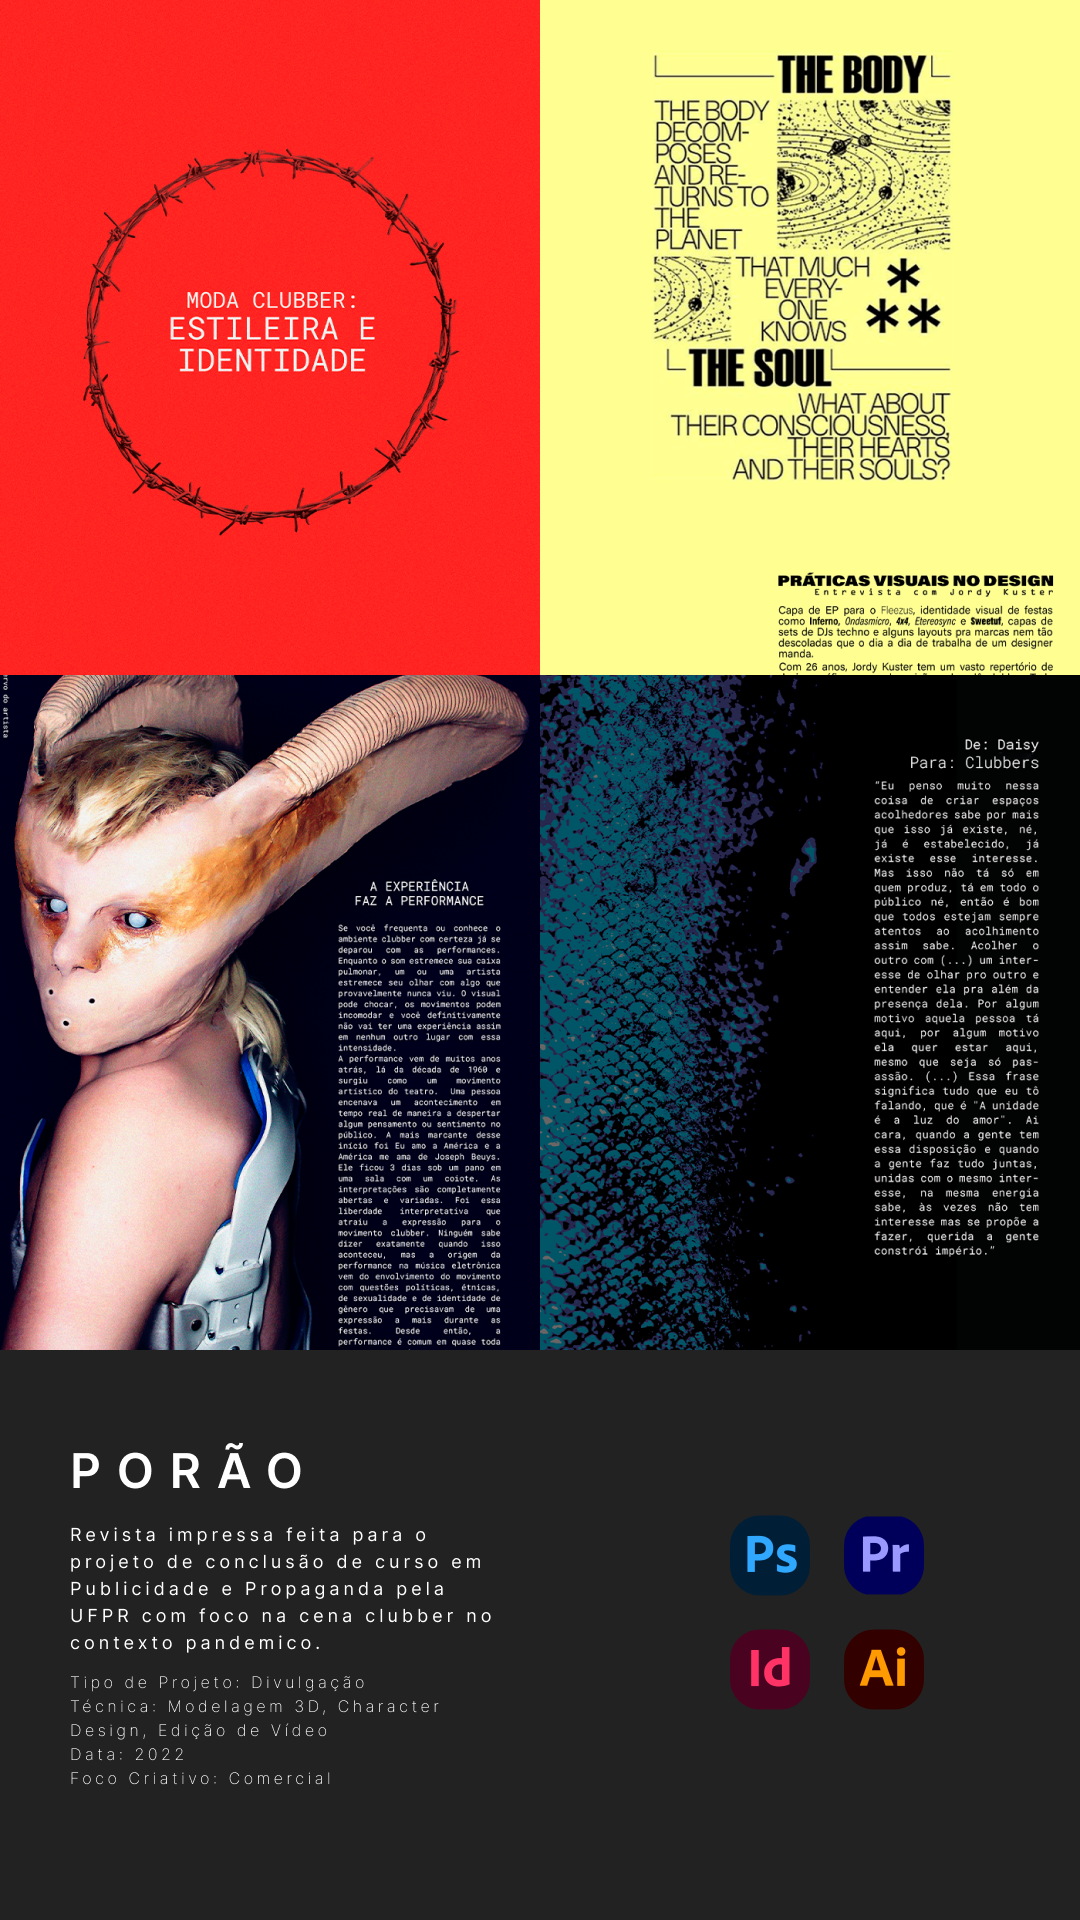 MODA CLUBBER:
ESTILEIRA E
IDENTIDADE
THE BODY
THE BODY
DECOM-
POSES
AND RE-
TURNS TO
THE
PLANET
THAT MUCH
EVERY-
ONE
KNOWS
***
THE SOUL
WHAT ABOUT
THEIR CONSCIOUSNESS,
THEIR HEARTS
AND THEIR SOULS?
PRÁTICAS VISUAIS NO DESIGN
Entrevista com Jordy Kuster
Capa de EP para o Fleezus, identidade visual de festas
como Inferno, Ondasmicro, 4x4, Etereosync e Sweetuf, capas de
sets de DJs techno e alguns layouts pra marcas nem tão
descoladas que o dia a dia de trabalha de um designer
manda.
Com 26 anos, Jordy Kuster tem um vasto repertório de
rvo do artista
A EXPERIÊNCIA
FAZ A PERFORMANCE
Se você frequenta ou conhece o
ambiente clubber com certeza já se
deparou com as performances.
Enquanto o som estremece sua caixa
pulmonar, um ou uma artista
estremece seu olhar com algo que
provavelmente nunca viu. O visual
pode chocar, os movimentos podem
incomodar e você definitivamente
não vai ter uma experiência assim
em nenhum outro lugar com essa
intensidade.
A performance vem de muitos anos
atrás, lá da década de 1960 e
surgiu como um movimento
artístico do teatro. Uma pessoa
encenava um acontecimento em
tempo real de maneira a despertar
algum pensamento ou sentimento no
público. A mais marcante desse
início foi Eu amo a América e a
América me ama de Joseph Beuys.
Ele ficou 3 dias sob um pano em
uma sala com um coiote. As
interpretações são completamente
abertas e variadas. Foi essa
liberdade interpretativa que
atraiu a expressão para o
movimento clubber. Ninguém sabe
dizer exatamente quando isso
aconteceu, mas a origem da
performance na música eletrônica
vem do envolvimento do movimento
com questões políticas, étnicas,
de sexualidade e de identidade de
gênero que precisavam de uma
expressão a mais durante as
festas. Desde então, a
performance é comum em quase toda
De: Daisy
Para: Clubbers
“Eu penso muito nessa
coisa de criar espaços
acolhedores sabe por mais
que isso já existe, né,
já é estabelecido, já
existe esse interesse.
Mas isso não tá só em
quem produz, tá em todo o
público né, então é bom
que todos estejam sempre
atentos ao acolhimento
assim sabe. Acolher o
outro com (...) um inter-
esse de olhar pro outro e
entender ela pra além da
presença dela. Por algum
motivo aquela pessoa tá
aqui, por algum motivo
ela quer estar aqui,
mesmo que seja só pas-
assão. (...) Essa frase
significa tudo que eu tô
falando, que é "A unidade
é a luz do amor". Ai
cara, quando a gente tem
essa disposição e quando
a gente faz tudo juntas,
unidas com o mesmo inter-
esse, na mesma energia
sabe, às vezes não tem
interesse mas se propõe a
fazer, querida a gente
constrói império.”
PORÃO
Revista impressa feita para o
projeto de conclusão de curso em
Publicidade e Propaganda pela
UFPR com foco na cena clubber no
contexto pandemico.
Tipo de Projeto: Divulgação
Técnica: Modelagem 3D, Character
Design, Edição de Vídeo
Data: 2022
Foco Criativo: Comercial
Ps Pr
Id Ai